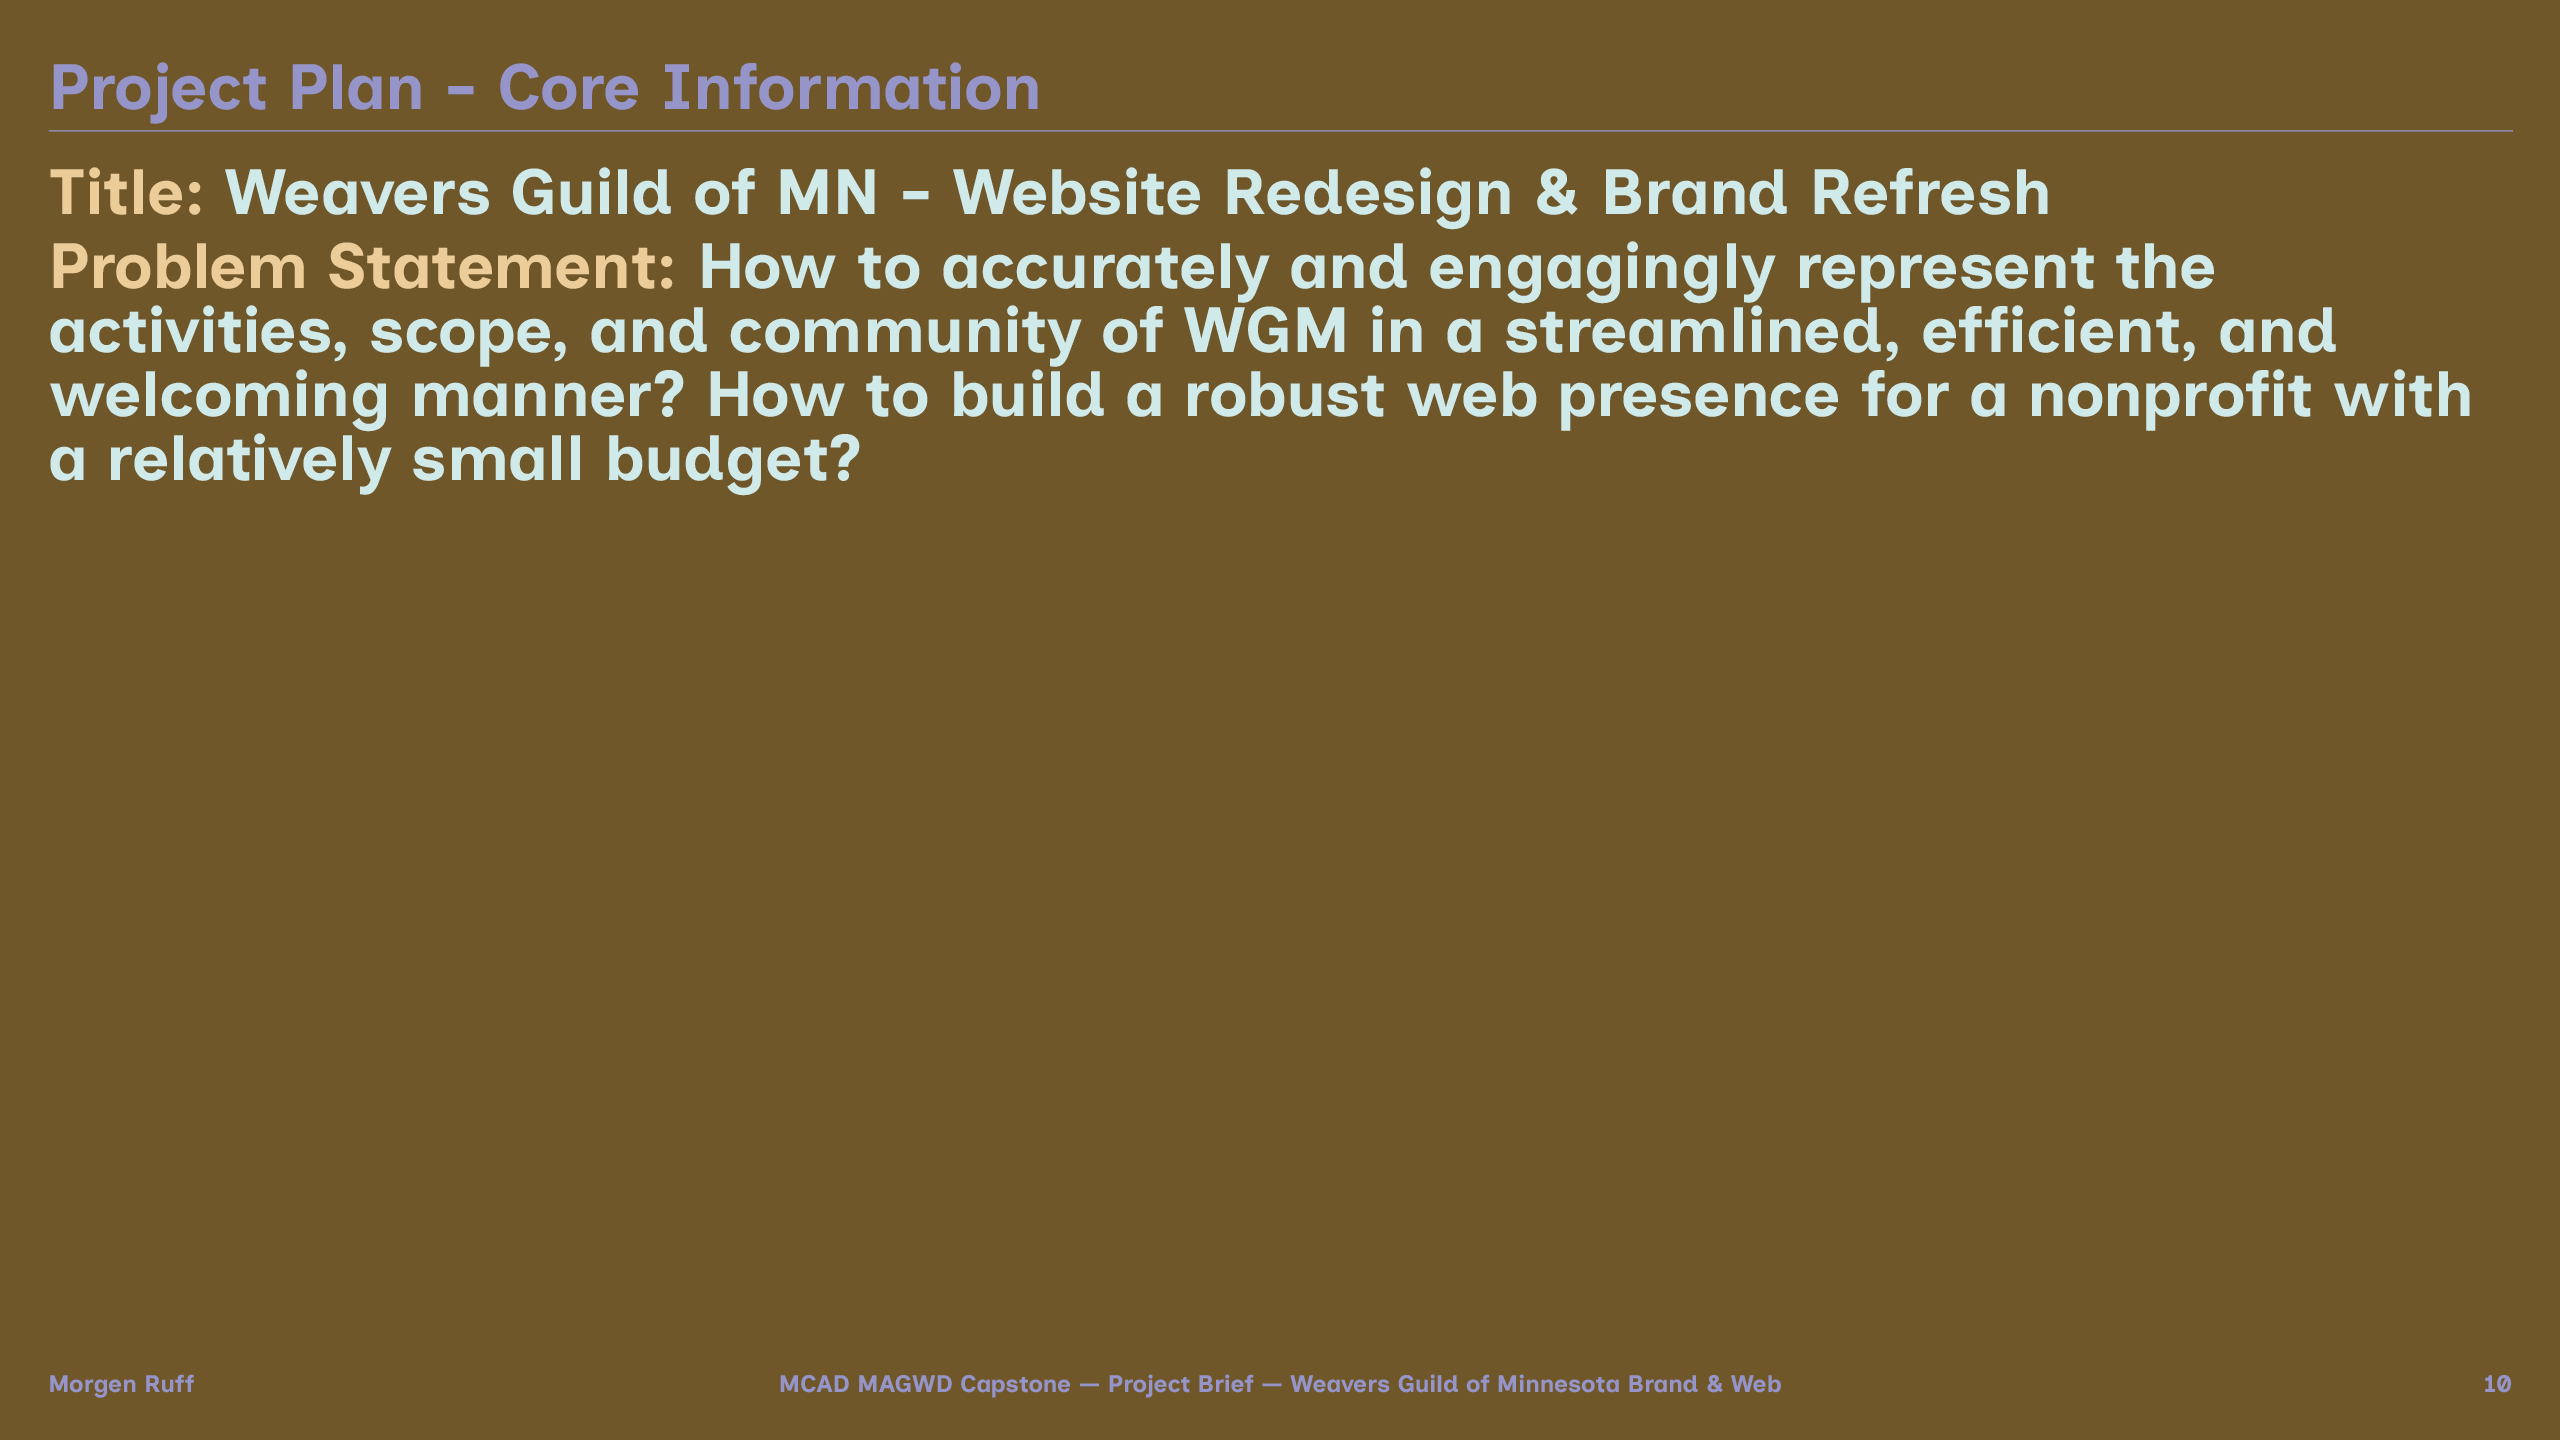 Project Plan – Core Information
Title: Weavers Guild of MN – Website Redesign & Brand Refresh
Problem Statement: How to accurately and engagingly represent the
activities, scope, and community of WGM in a streamlined, efficient, and
welcoming manner? How to build a robust web presence for a nonprofit with
a relatively small budget?
Morgen Ruff
MCAD MAGWD Capstone — Project Brief — Weavers Guild of Minnesota Brand & Web
10